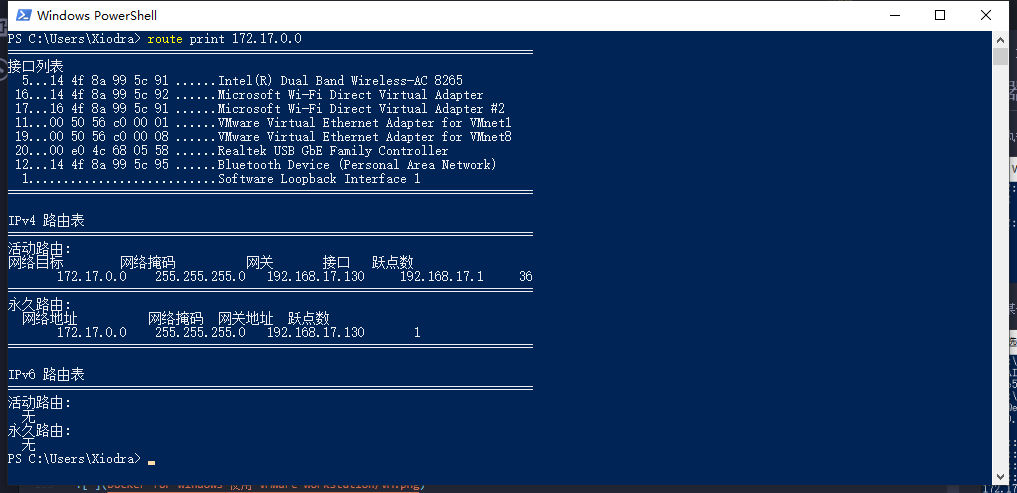 Windows PowerShell
PS C:\Users\Xiodra> route print 172.17.0.0
===========================================================================
接口列表
  5...14 4f 8a 99 5c 91 ......Intel(R) Dual Band Wireless-AC 8265
 16...14 4f 8a 99 5c 92 ......Microsoft Wi-Fi Direct Virtual Adapter
 17...16 4f 8a 99 5c 91 ......Microsoft Wi-Fi Direct Virtual Adapter #2
 11...00 50 56 c0 00 01 ......VMware Virtual Ethernet Adapter for VMnet1
 19...00 50 56 c0 00 08 ......VMware Virtual Ethernet Adapter for VMnet8
 20...00 e0 4c 68 05 58 ......Realtek USB GbE Family Controller
 12...14 4f 8a 99 5c 95 ......Bluetooth Device (Personal Area Network)
  1...........................Software Loopback Interface 1
===========================================================================
IPv4 路由表
===========================================================================
活动路由:
网络目标        网络掩码          网关       接口   跃点数
       172.17.0.0    255.255.255.0   192.168.17.130     192.168.17.1     36
===========================================================================
永久路由:
  网络地址          网络掩码  网关地址  跃点数
       172.17.0.0    255.255.255.0   192.168.17.130       1
===========================================================================
IPv6 路由表
===========================================================================
活动路由:
  无
永久路由:
  无
PS C:\Users\Xiodra>